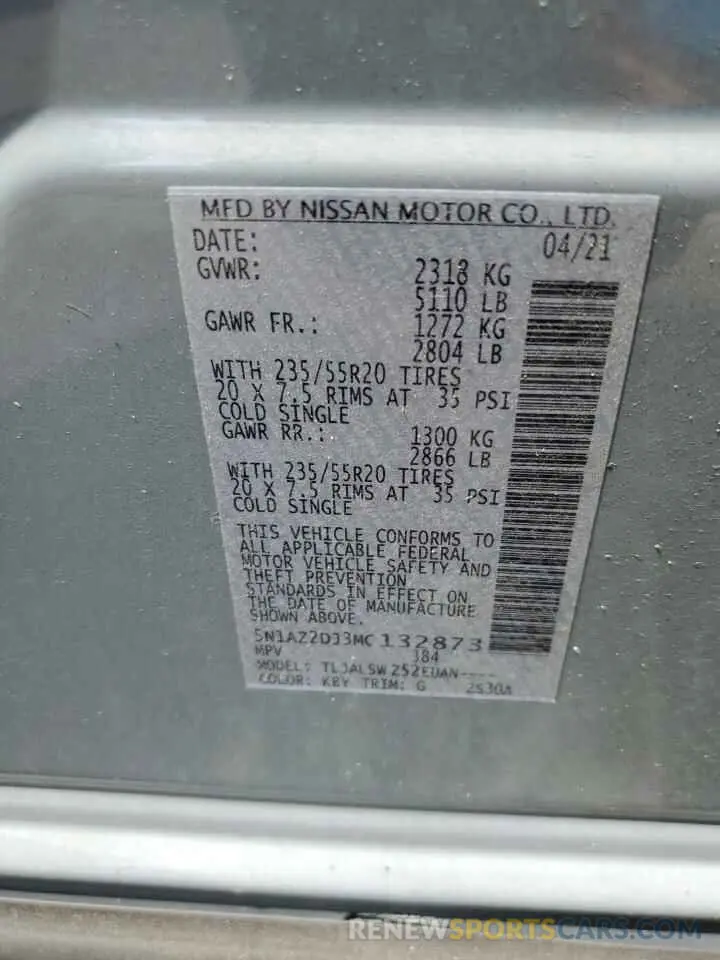 MFD BY NISSAN MOTOR CO., LTD.
DATE: 04/21
GVWR: 2318 KG
5110 LB
GAWR FR.: 1272 KG
2804 LB
WITH 235/55R20 TIRES
20 X 7.5 RIMS AT 35 PSI
COLD SINGLE
GAWR RR.: 1300 KG
2866 LB
WITH 235/55R20 TIRES
20 X 7.5 RIMS AT 35 PSI
COLD SINGLE
THIS VEHICLE CONFORMS TO
ALL APPLICABLE FEDERAL
MOTOR VEHICLE SAFETY AND
THEFT PREVENTION
STANDARDS IN EFFECT ON
THE DATE OF MANUFACTURE
SHOWN ABOVE.
5N1AZ2DJ3MC132873
MPV 384
MODEL: TLJALSWZ52EUAN----
COLOR: KBY TRIM: G 2530A
RENEWSPORTSCARS.COM